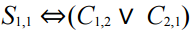 S₁,₁ ⇔ (C₁,₂ ∨ C₂,₁)